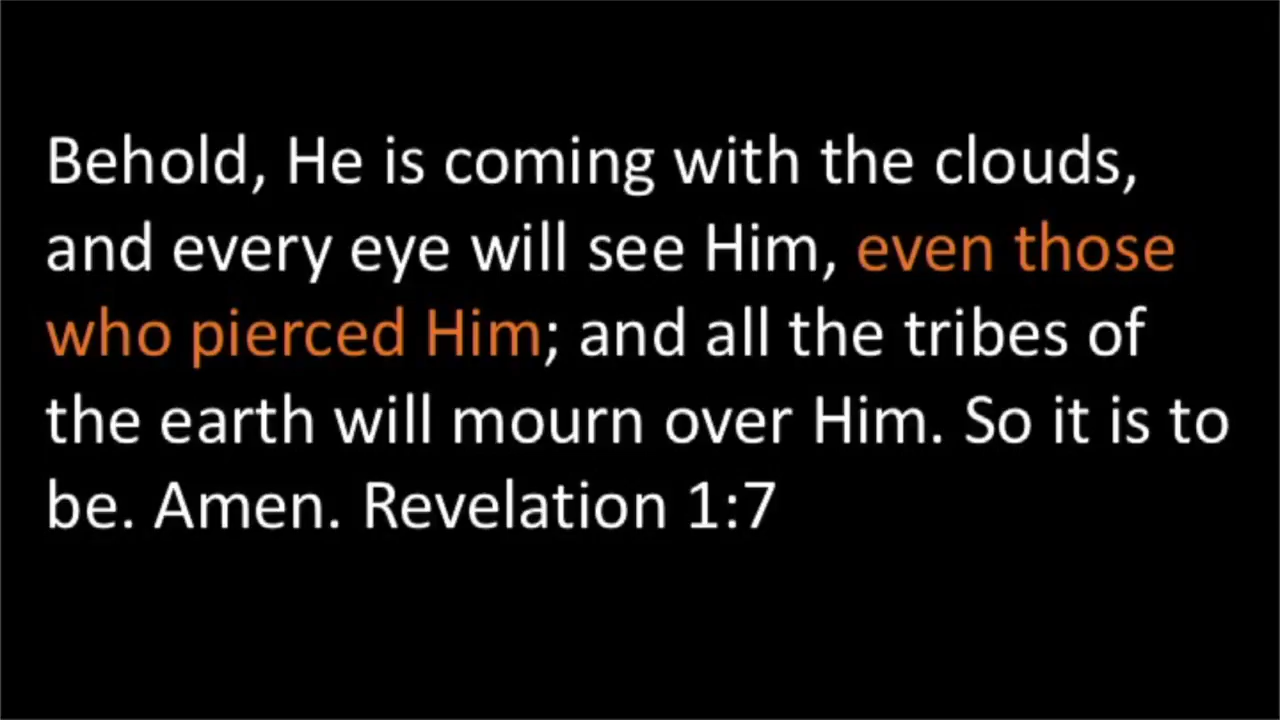 Behold, He is coming with the clouds,
and every eye will see Him, even those
who pierced Him; and all the tribes of
the earth will mourn over Him. So it is to
be. Amen. Revelation 1:7